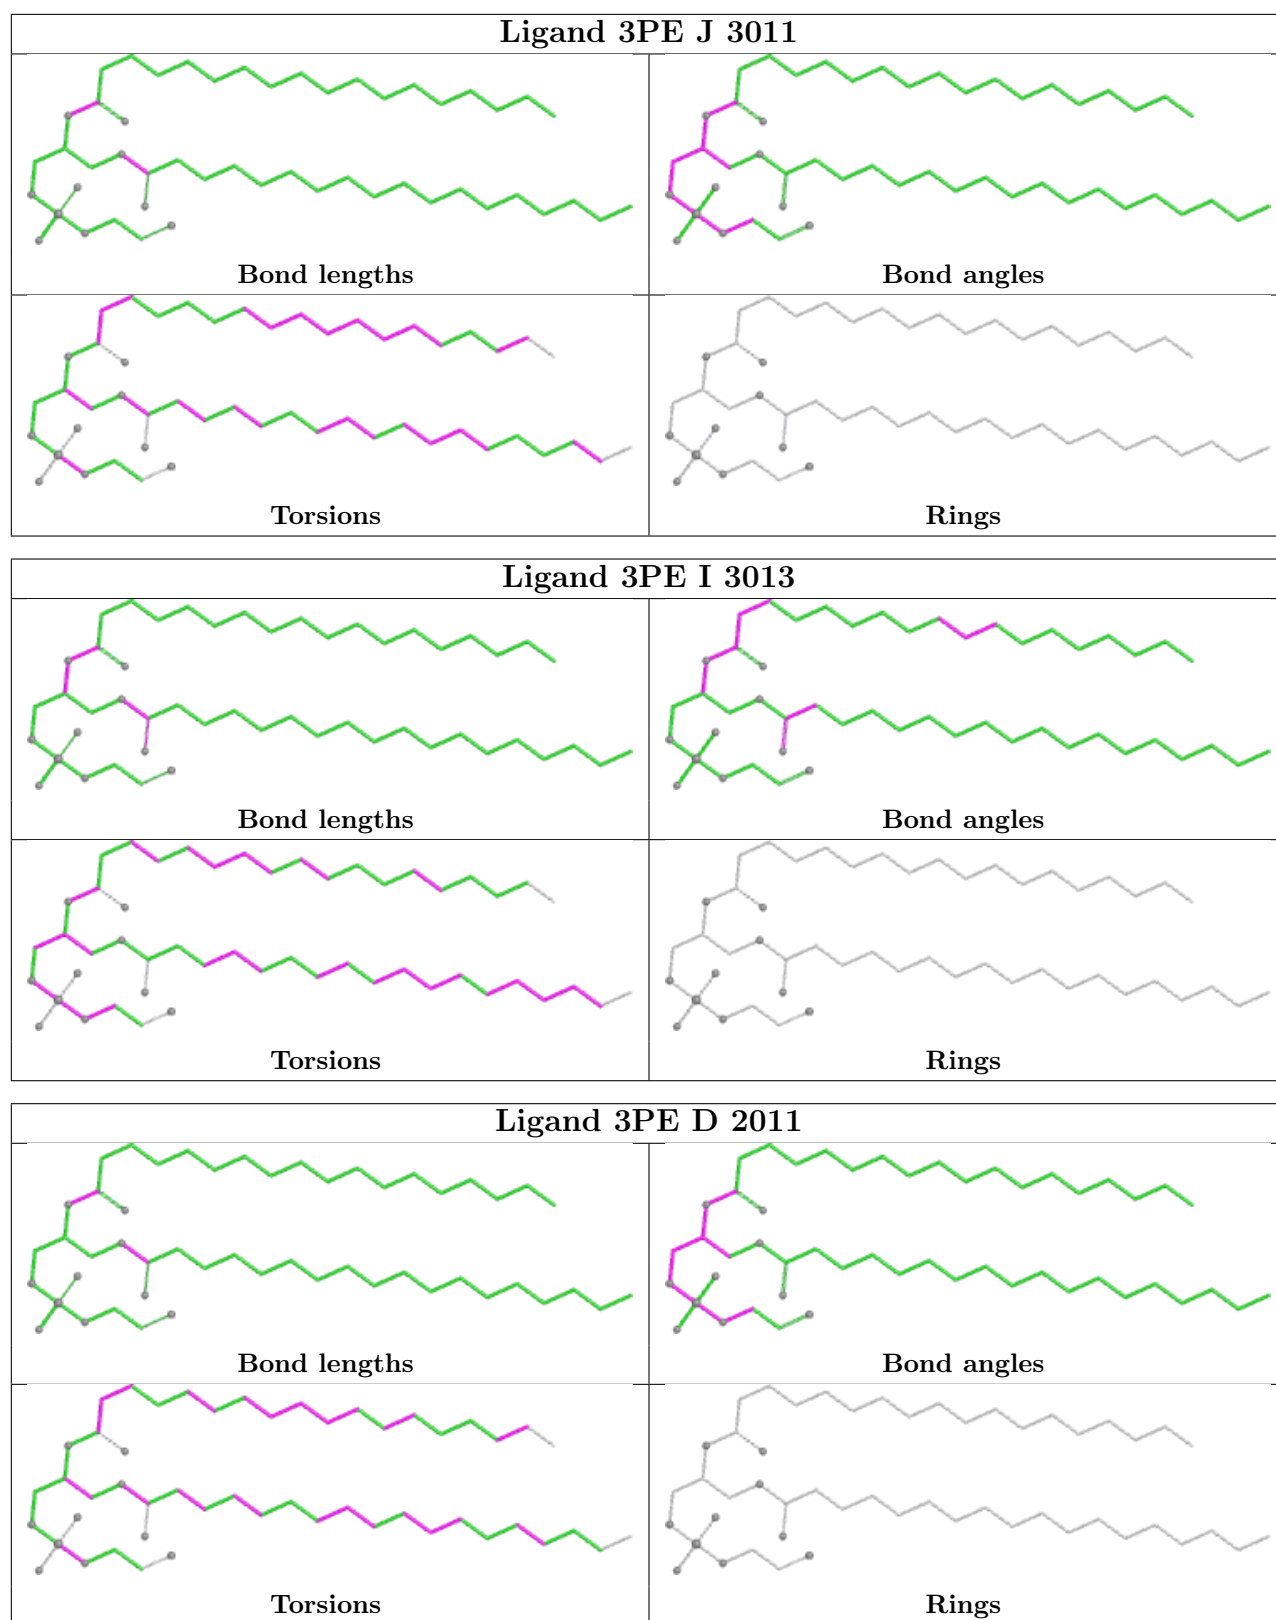 Ligand 3PE J 3011
Bond lengths
Bond angles
Torsions
Rings
Ligand 3PE I 3013
Bond lengths
Bond angles
Torsions
Rings
Ligand 3PE D 2011
Bond lengths
Bond angles
Torsions
Rings